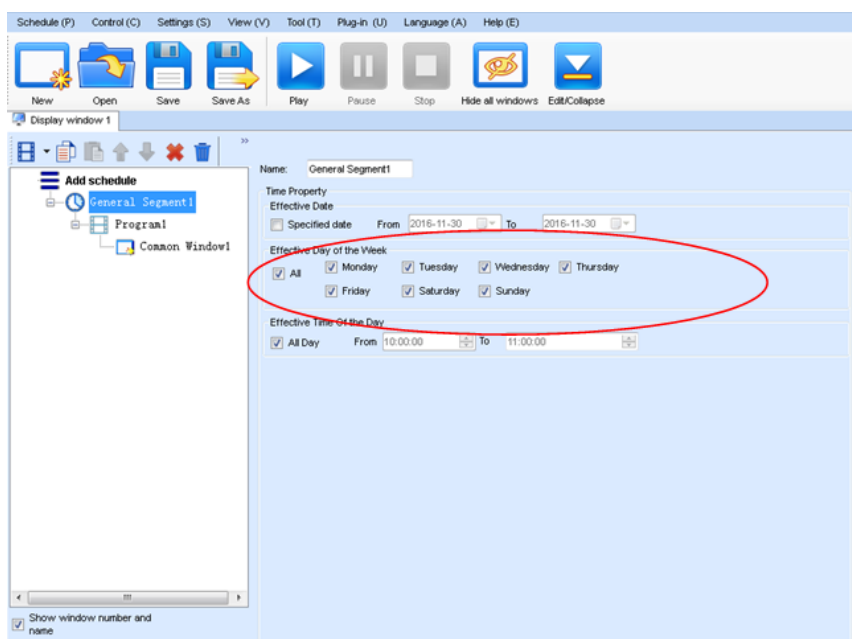 Schedule (P) Control (C) Settings (S) View (V) Tool (T) Plug-in (U) Language (A) Help (E)
New Open Save Save As Play Pause Stop Hide all windows Edit/Collapse
Display window 1
»
Add schedule
General Segment1
Program1
Common Window1
Show window number and
name
Name: General Segment1
Time Property
Effective Date
Specified date From 2016-11-30 To 2016-11-30
Effective Day of the Week
All Monday Tuesday Wednesday Thursday
Friday Saturday Sunday
Effective Time Of the Day
All Day From 10:00:00 To 11:00:00